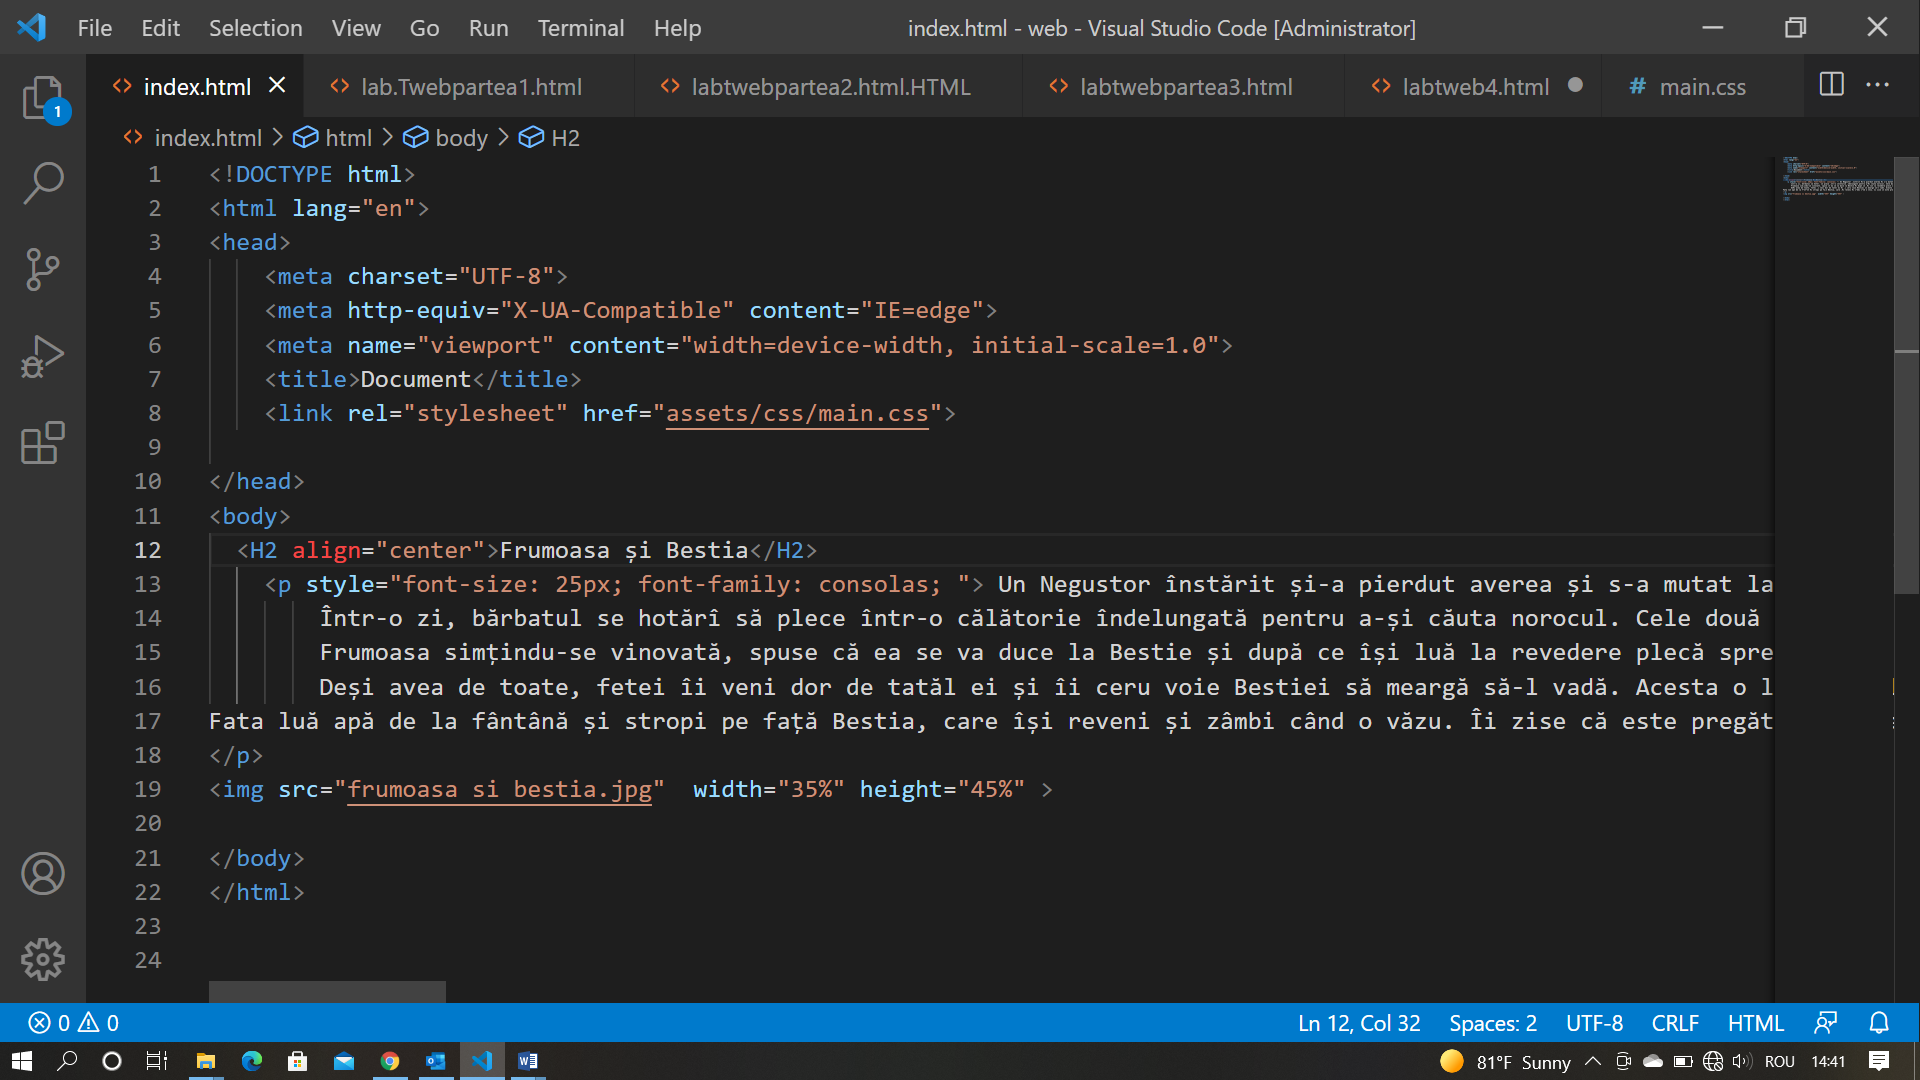 File Edit Selection View Go Run Terminal Help index.html - web - Visual Studio Code [Administrator]
index.html lab.Twebpartea1.html labtwebpartea2.html.HTML labtwebpartea3.html labtweb4.html # main.css
1
index.html > html > body > H2
1 <!DOCTYPE html>
2 <html lang="en">
3 <head>
4 <meta charset="UTF-8">
5 <meta http-equiv="X-UA-Compatible" content="IE=edge">
6 <meta name="viewport" content="width=device-width, initial-scale=1.0">
7 <title>Document</title>
8 <link rel="stylesheet" href="assets/css/main.css">
9
10 </head>
11 <body>
12 <H2 align="center">Frumoasa și Bestia</H2>
13 <p style="font-size: 25px; font-family: consolas; "> Un Negustor înstărit și-a pierdut averea și s-a mutat la
14 Într-o zi, bărbatul se hotărî să plece într-o călătorie îndelungată pentru a-și căuta norocul. Cele două
15 Frumoasa simțindu-se vinovată, spuse că ea se va duce la Bestie și după ce își luă la revedere plecă spre
16 Deși avea de toate, fetei îi veni dor de tatăl ei și îi ceru voie Bestiei să meargă să-l vadă. Acesta o l
17 Fata luă apă de la fântână și stropi pe față Bestia, care își reveni și zâmbi când o văzu. Îi zise că este pregăt
18 </p>
19 <img src="frumoasa si bestia.jpg" width="35%" height="45%" >
20
21 </body>
22 </html>
23
24
0 0 Ln 12, Col 32 Spaces: 2 UTF-8 CRLF HTML
81°F Sunny ROU 14:41